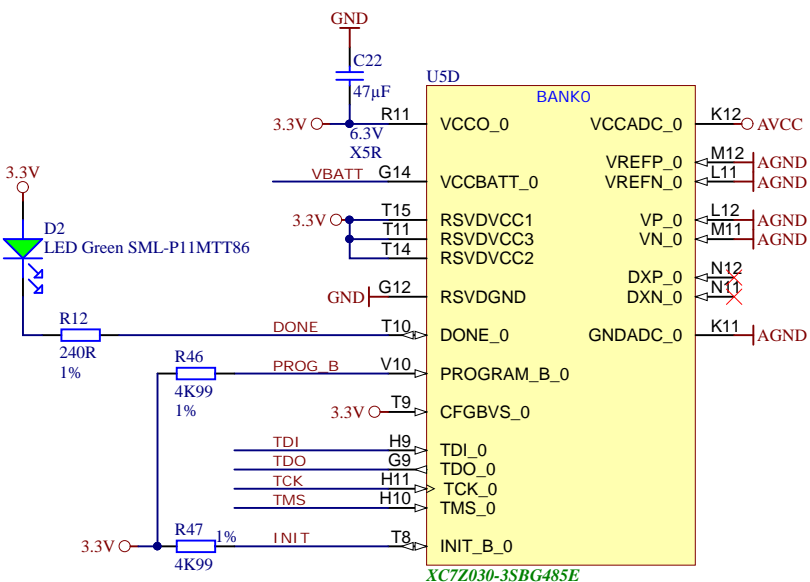 GND
C22
47µF
U5D
BANK0
3.3V
R11
VCCO_0
VCCADC_0
K12
AVCC
6.3V
X5R
VREFP_0
M12
AGND
VBATT
G14
VCCBATT_0
VREFN_0
L11
AGND
3.3V
3.3V
T15
RSVDVCC1
VP_0
L12
AGND
D2
T11
RSVDVCC3
VN_0
M11
AGND
LED Green SML-P11MTT86
T14
RSVDVCC2
DXP_0
N12
GND
G12
RSVDGND
DXN_0
N11
R12
DONE
T10
DONE_0
GNDADC_0
K11
AGND
240R
1%
R46
PROG_B
V10
PROGRAM_B_0
4K99
1%
3.3V
T9
CFGBVS_0
TDI
H9
TDI_0
TDO
G9
TDO_0
TCK
H11
TCK_0
TMS
H10
TMS_0
R47
1%
INIT
T8
INIT_B_0
3.3V
4K99
XC7Z030-3SBG485E